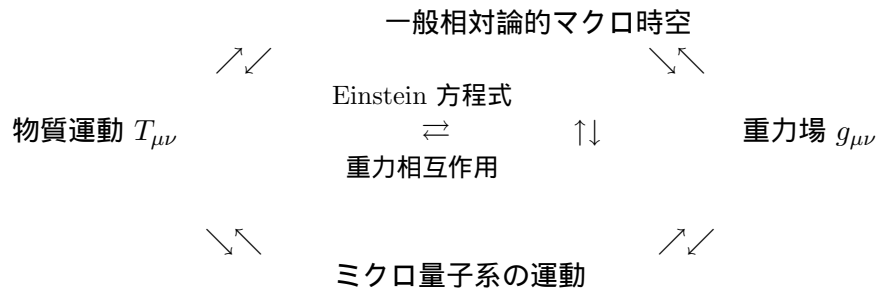 一般相対論的マクロ時空
↗↙ ↘↖
Einstein 方程式
物質運動 Tμν ⇄ ↑↓ 重力場 gμν
重力相互作用
↘↖ ↗↙
ミクロ量子系の運動